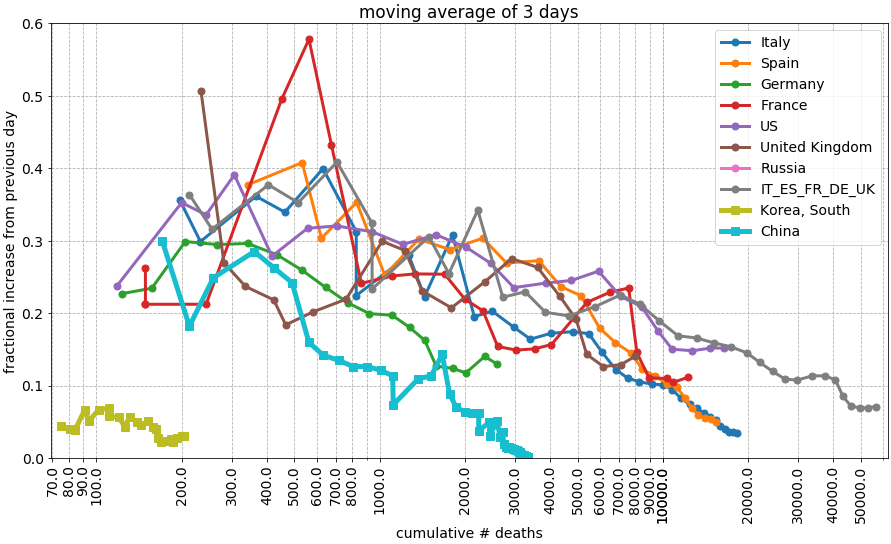 moving average of 3 days
fractional increase from previous day
0.6
0.5
0.4
0.3
0.2
0.1
0.0
Italy
Spain
Germany
France
US
United Kingdom
Russia
IT_ES_FR_DE_UK
Korea, South
China
70.0 80.0 90.0 100.0 200.0 300.0 400.0 500.0 600.0 700.0 800.0 1000.0 2000.0 3000.0 5000.0 6000.0 7000.0 8000.0 9000.0 10000.0 20000.0 30000.0 40000.0 50000.0
cumulative # deaths